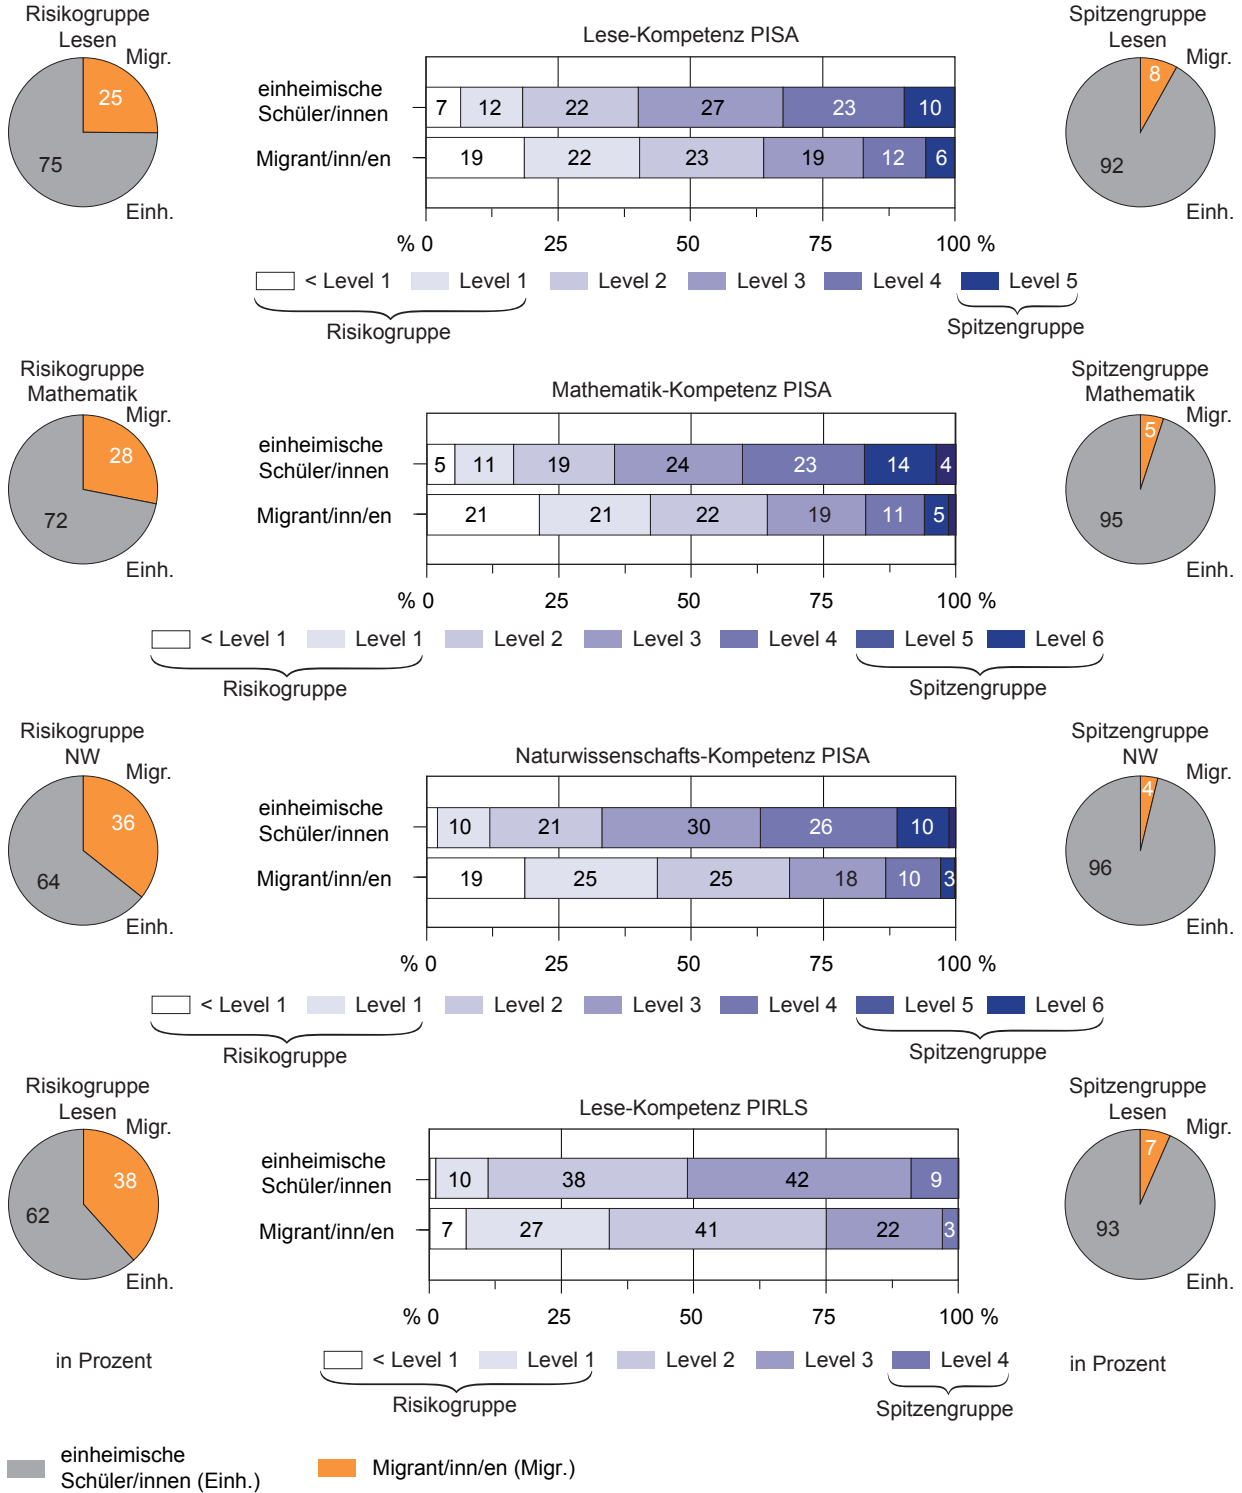 Risikogruppe
Lesen
Migr.
25
75
Einh.
Lese-Kompetenz PISA
einheimische
Schüler/innen
7 12 22 27 23 10
Migrant/inn/en
19 22 23 19 12 6
% 0 25 50 75 100 %
< Level 1 Level 1 Level 2 Level 3 Level 4 Level 5
Risikogruppe
Spitzengruppe
Spitzengruppe
Lesen
Migr.
8
92
Einh.
Risikogruppe
Mathematik
Migr.
28
72
Einh.
Mathematik-Kompetenz PISA
einheimische
Schüler/innen
5 11 19 24 23 14 4
Migrant/inn/en
21 21 22 19 11 5
% 0 25 50 75 100 %
< Level 1 Level 1 Level 2 Level 3 Level 4 Level 5 Level 6
Risikogruppe
Spitzengruppe
Spitzengruppe
Mathematik
Migr.
5
95
Einh.
Risikogruppe
NW
Migr.
36
64
Einh.
Naturwissenschafts-Kompetenz PISA
einheimische
Schüler/innen
10 21 30 26 10
Migrant/inn/en
19 25 25 18 10 3
% 0 25 50 75 100 %
< Level 1 Level 1 Level 2 Level 3 Level 4 Level 5 Level 6
Risikogruppe
Spitzengruppe
Spitzengruppe
NW
Migr.
4
96
Einh.
Risikogruppe
Lesen
Migr.
38
62
Einh.
Lese-Kompetenz PIRLS
einheimische
Schüler/innen
10 38 42 9
Migrant/inn/en
7 27 41 22 3
% 0 25 50 75 100 %
< Level 1 Level 1 Level 2 Level 3 Level 4
Risikogruppe
Spitzengruppe
Spitzengruppe
Lesen
Migr.
7
93
Einh.
in Prozent
in Prozent
einheimische
Schüler/innen (Einh.)
Migrant/inn/en (Migr.)